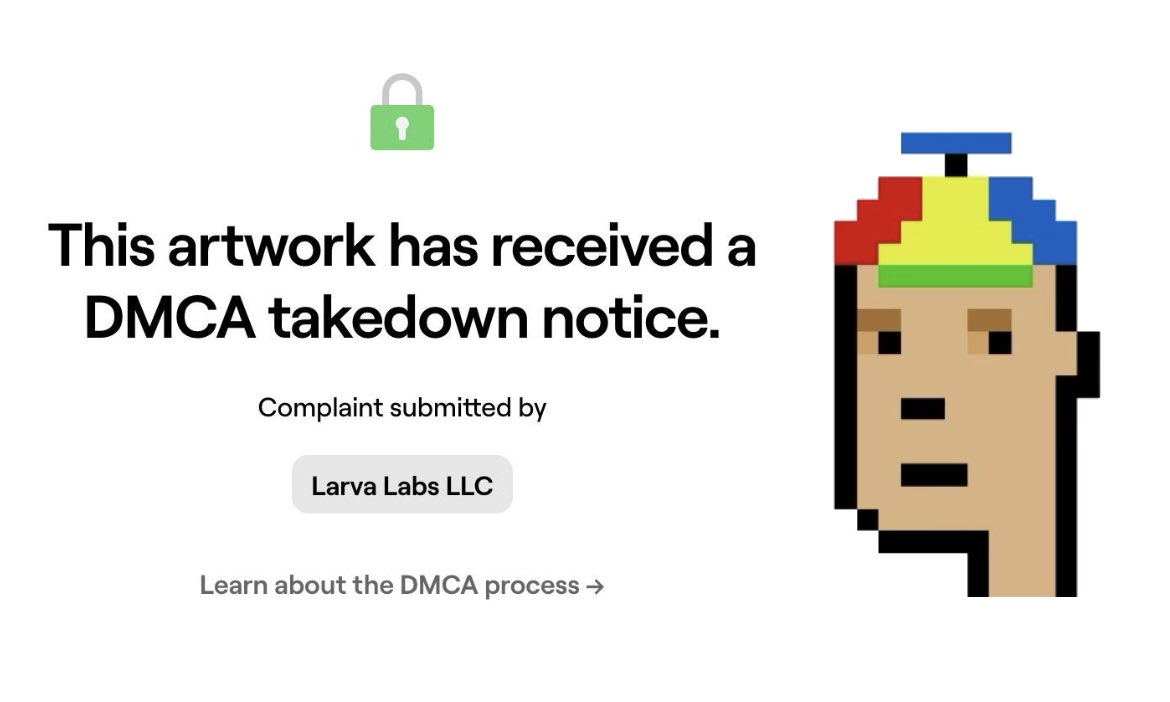 This artwork has received a
DMCA takedown notice.
Complaint submitted by
Larva Labs LLC
Learn about the DMCA process →